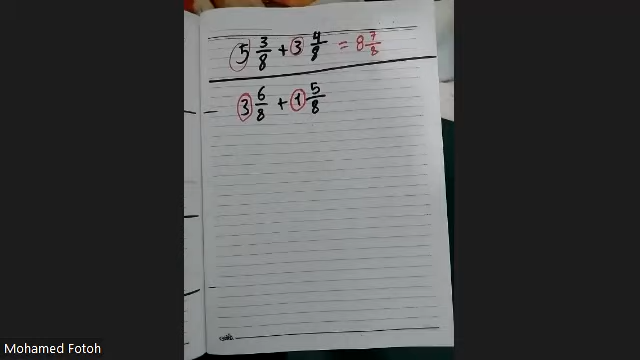 5 3/8 + 3 4/8 = 8 7/8
3 6/8 + 1 5/8
Mohamed Fotoh